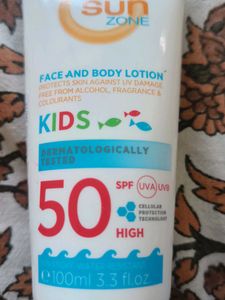 sun
ZONE
FACE AND BODY LOTION
PROTECTS SKIN AGAINST UV DAMAGE
FREE FROM ALCOHOL, FRAGRANCE &
COLOURANTS
KIDS
DERMATOLOGICALLY
TESTED
50 SPF UVA UVB
CELLULAR
PROTECTION
TECHNOLOGY
HIGH
WATER
e 100ml 3.3 fl.oz